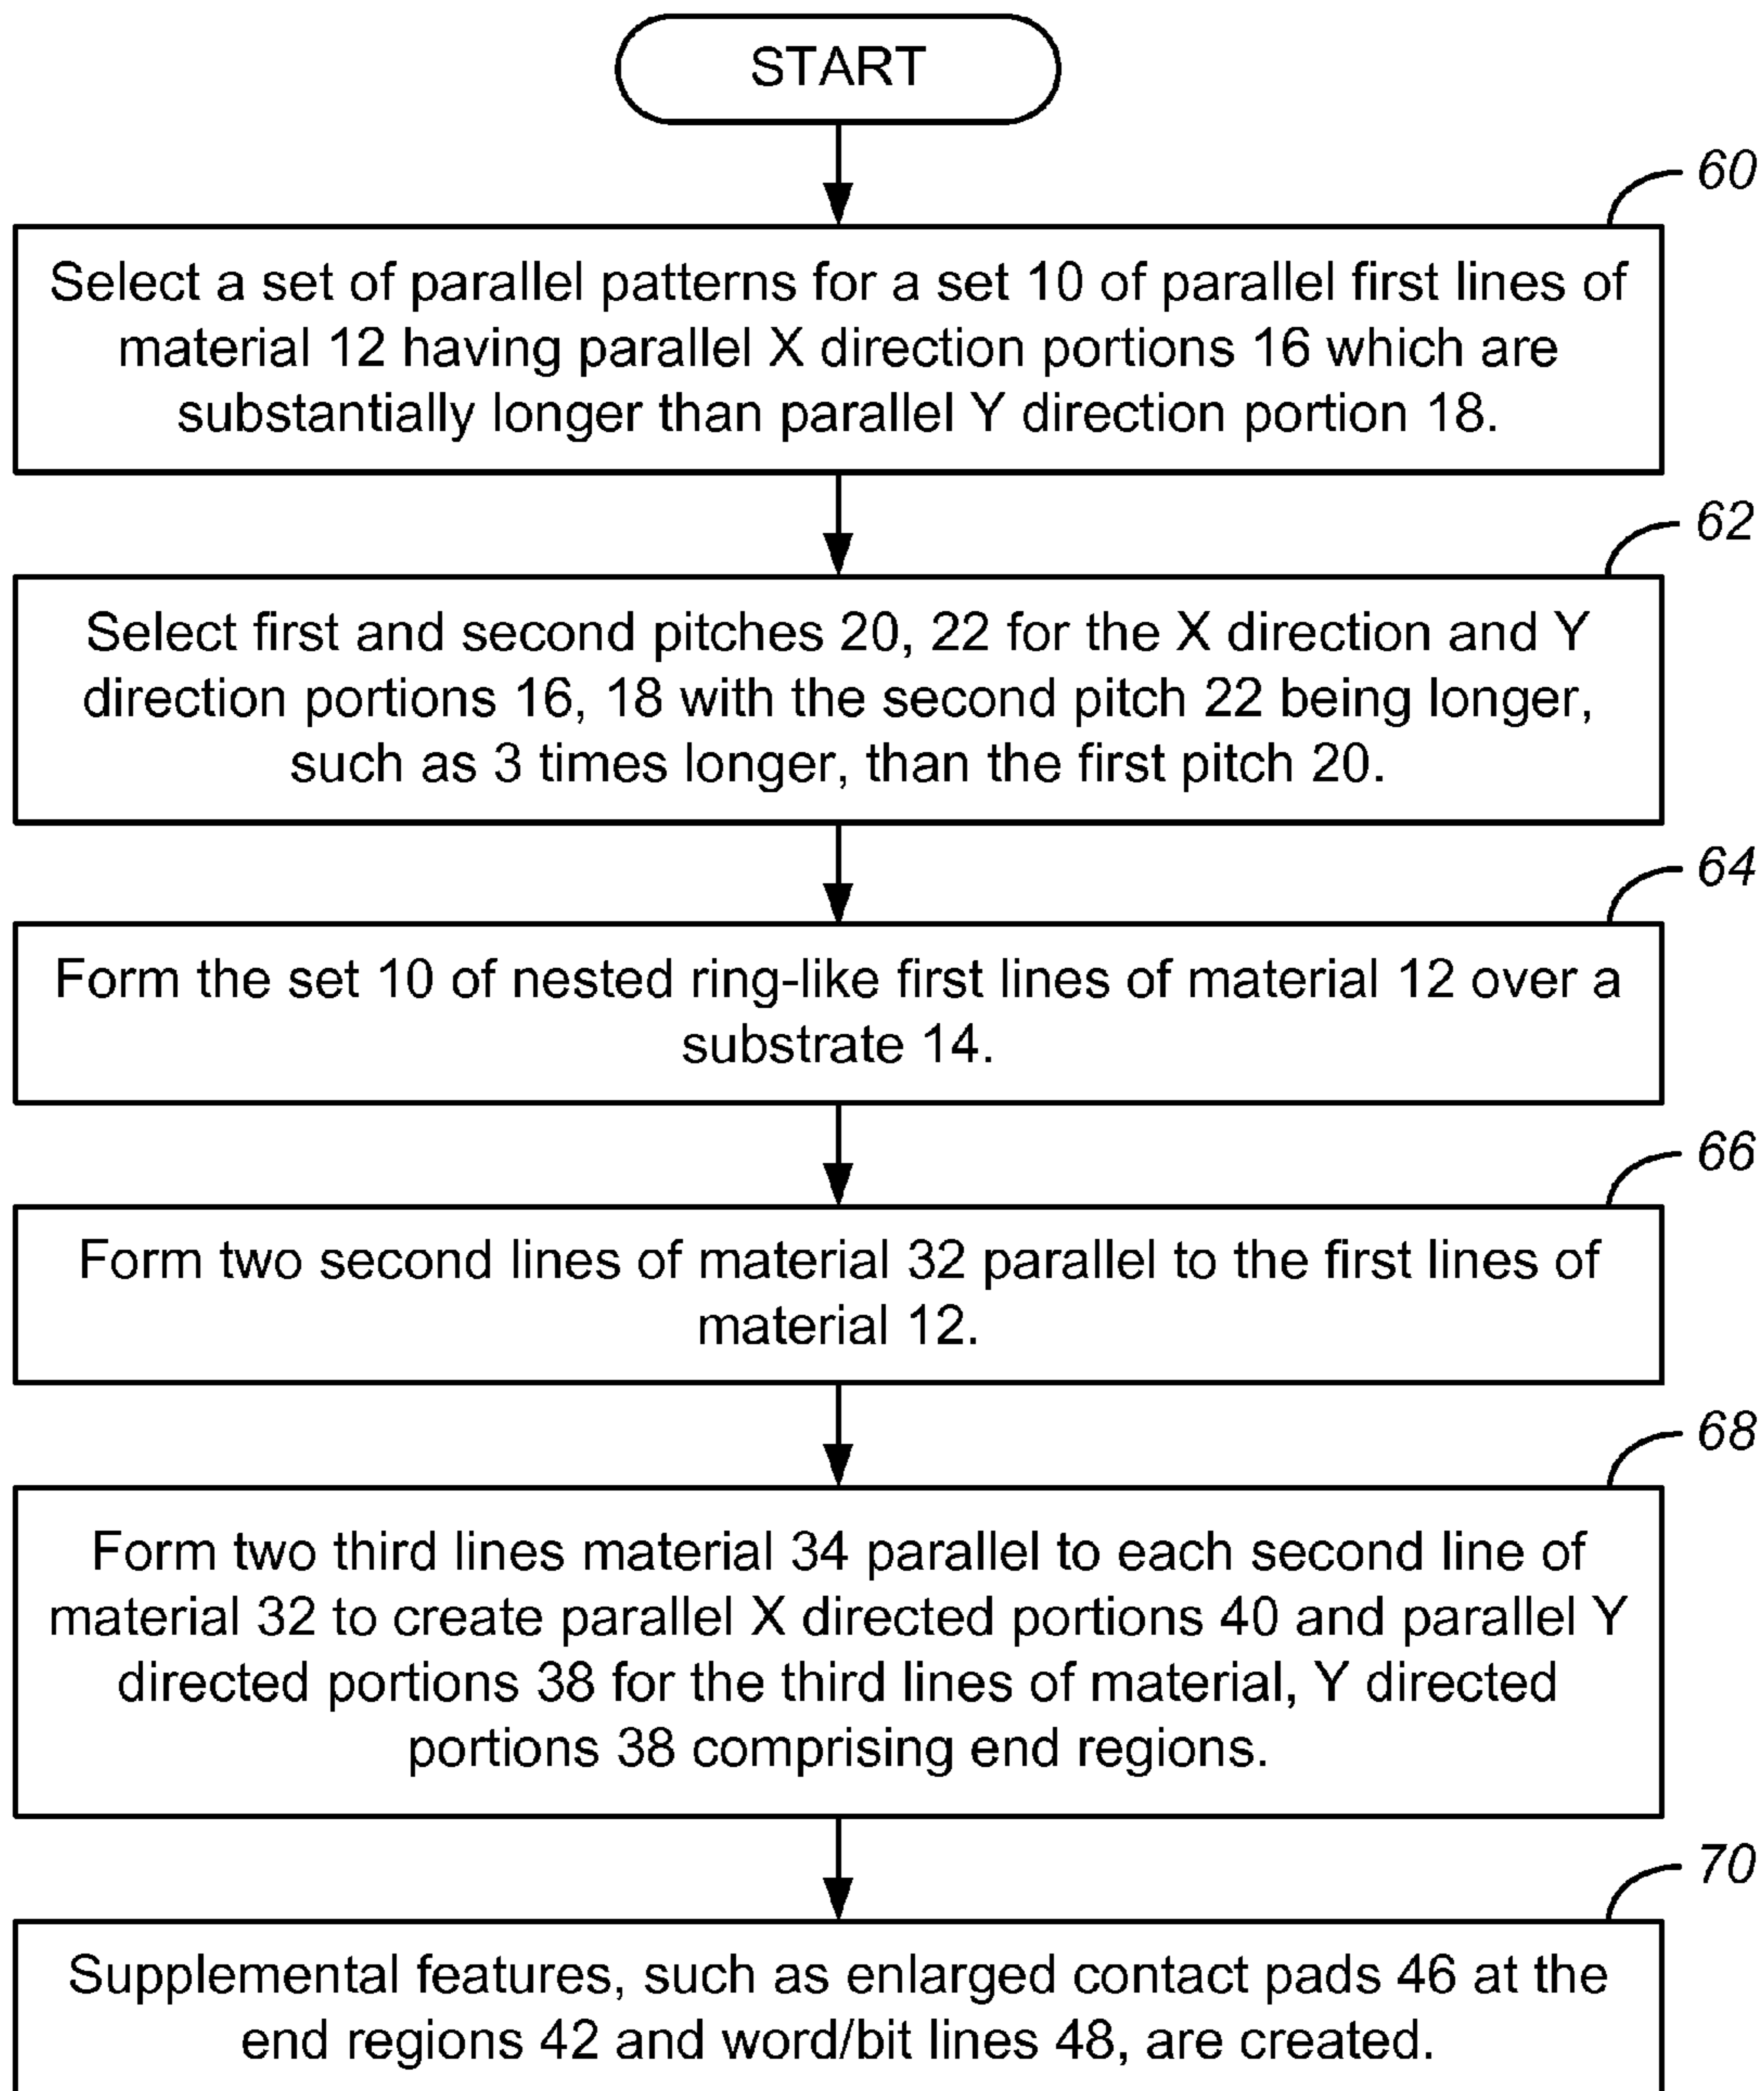 START
60
Select a set of parallel patterns for a set 10 of parallel first lines of
material 12 having parallel X direction portions 16 which are
substantially longer than parallel Y direction portion 18.
62
Select first and second pitches 20, 22 for the X direction and Y
direction portions 16, 18 with the second pitch 22 being longer,
such as 3 times longer, than the first pitch 20.
64
Form the set 10 of nested ring-like first lines of material 12 over a
substrate 14.
66
Form two second lines of material 32 parallel to the first lines of
material 12.
68
Form two third lines material 34 parallel to each second line of
material 32 to create parallel X directed portions 40 and parallel Y
directed portions 38 for the third lines of material, Y directed
portions 38 comprising end regions.
70
Supplemental features, such as enlarged contact pads 46 at the
end regions 42 and word/bit lines 48, are created.